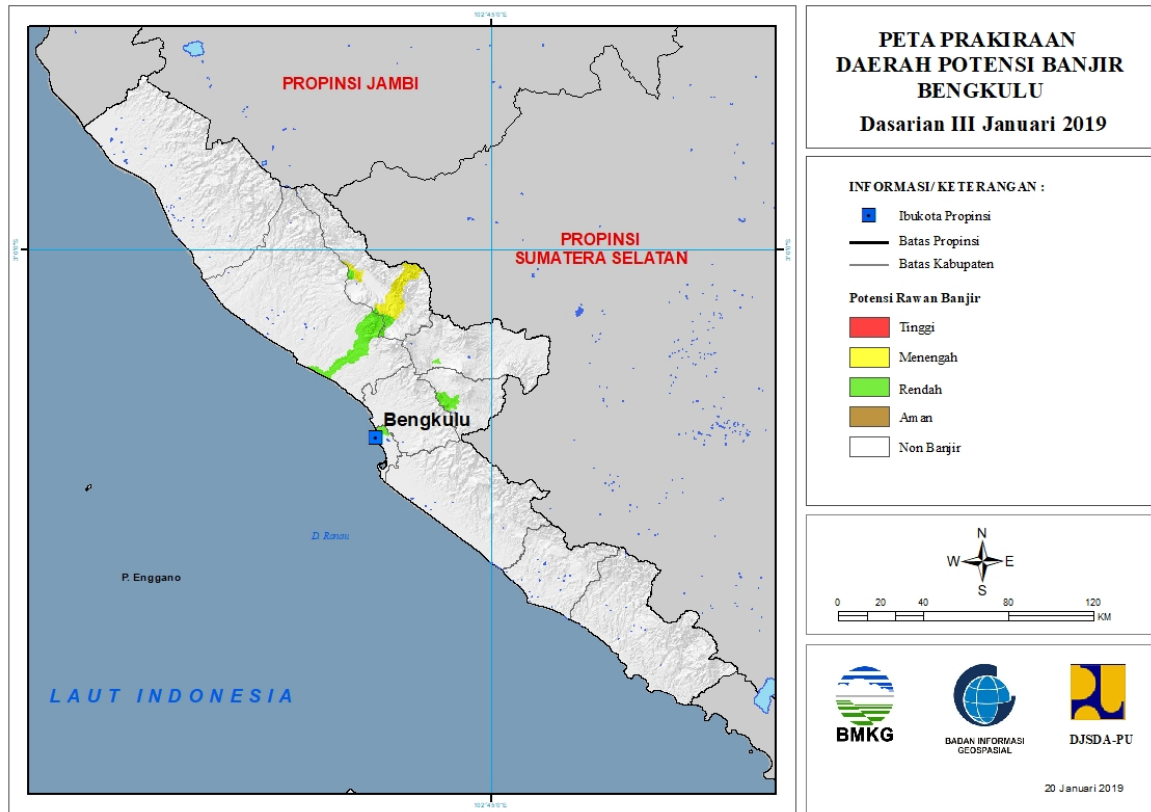 PETA PRAKIRAAN
DAERAH POTENSI BANJIR
BENGKULU
Dasarian III Januari 2019
INFORMASI/ KETERANGAN :
Ibukota Propinsi
Batas Propinsi
Batas Kabupaten
Potensi Rawan Banjir
Tinggi
Menengah
Rendah
Aman
Non Banjir
N
W E
S
0 20 40 80 120
KM
BMKG
BADAN INFORMASI
GEOSPASIAL
DJSDA-PU
20 Januari 2019
PROPINSI JAMBI
PROPINSI
SUMATERA SELATAN
Bengkulu
D. Ranau
P. Enggano
LAUT INDONESIA